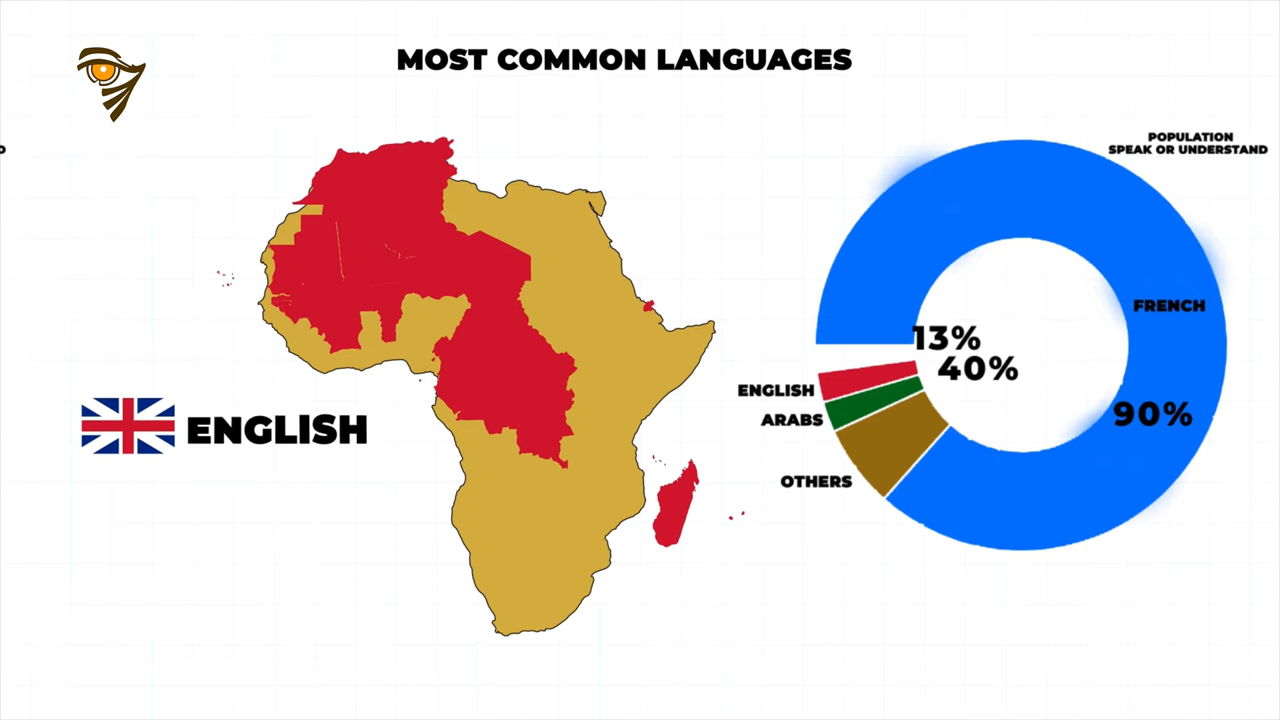 MOST COMMON LANGUAGES
POPULATION
SPEAK OR UNDERSTAND
FRENCH
13%
40%
90%
ENGLISH
ARABS
OTHERS
ENGLISH